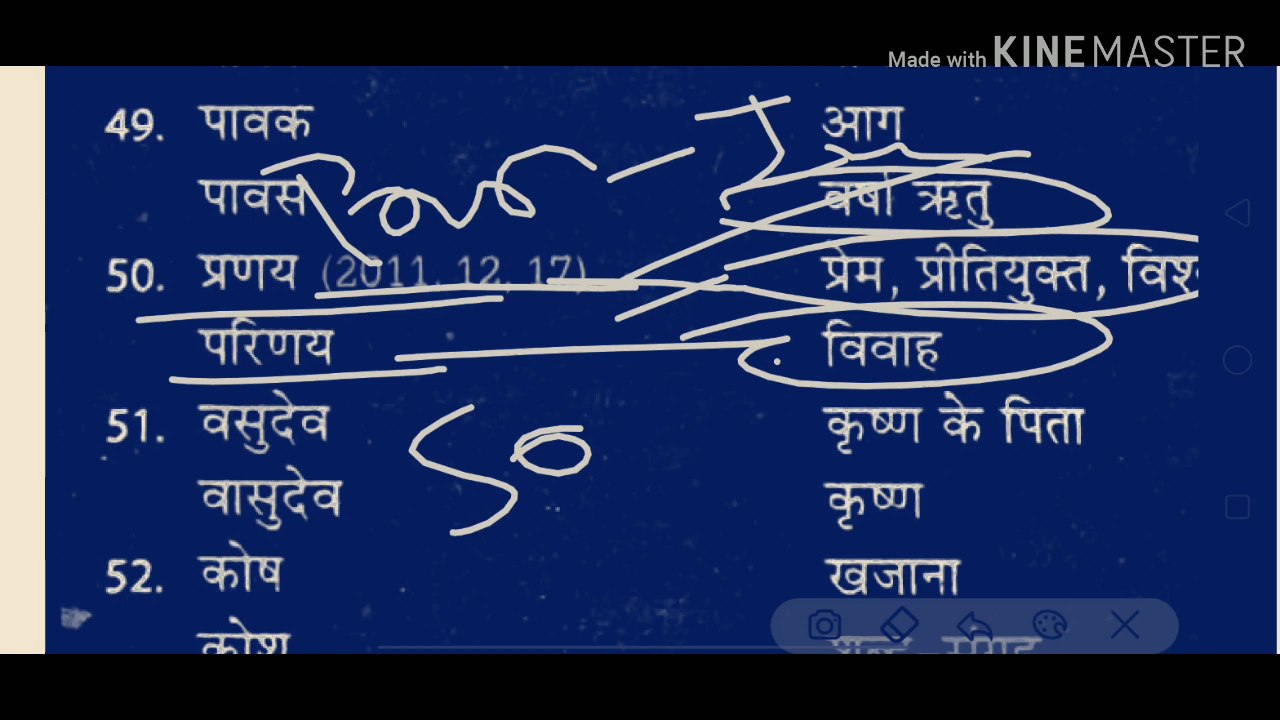 Made with KINEMASTER
49. पावक आग
पावस वर्षा ऋतु
50. प्रणय (2011, 12, 17) प्रेम, प्रीतियुक्त,
परिणय विवाह
51. वसुदेव कृष्ण के पिता
वासुदेव कृष्ण
50
52. कोष खजाना
कोश